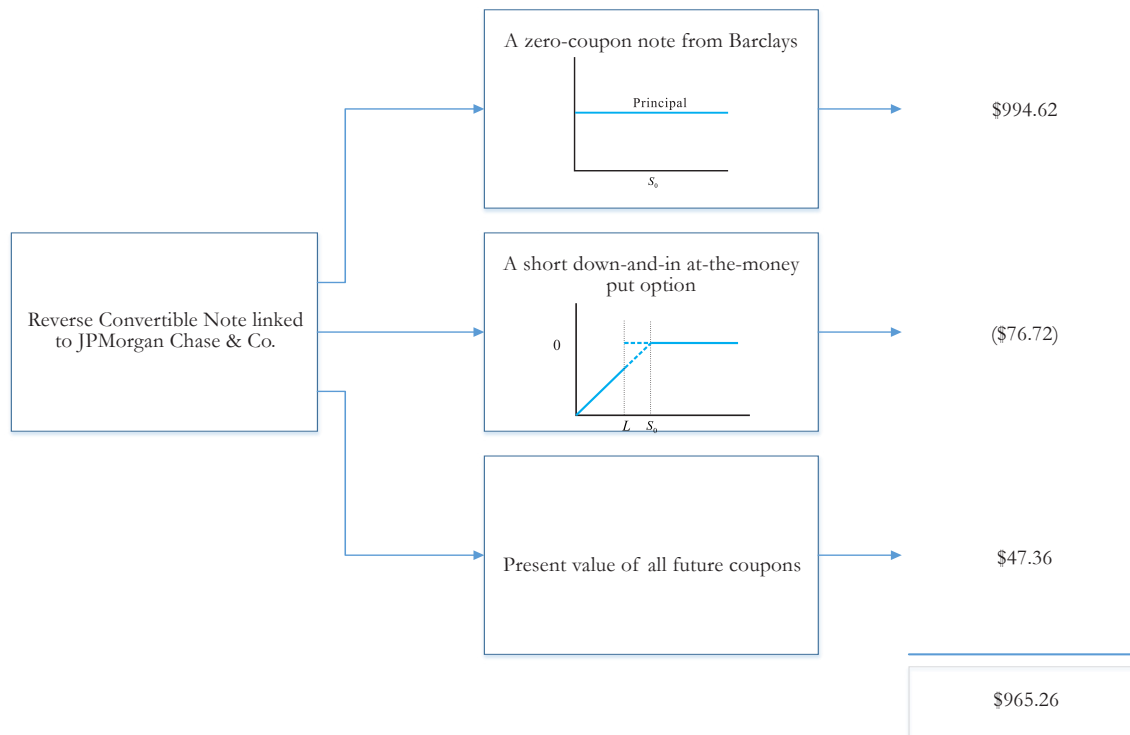 A zero-coupon note from Barclays
Principal
S₀
$994.62
Reverse Convertible Note linked
to JPMorgan Chase & Co.
A short down-and-in at-the-money
put option
0
L S₀
($76.72)
Present value of all future coupons
$47.36
$965.26